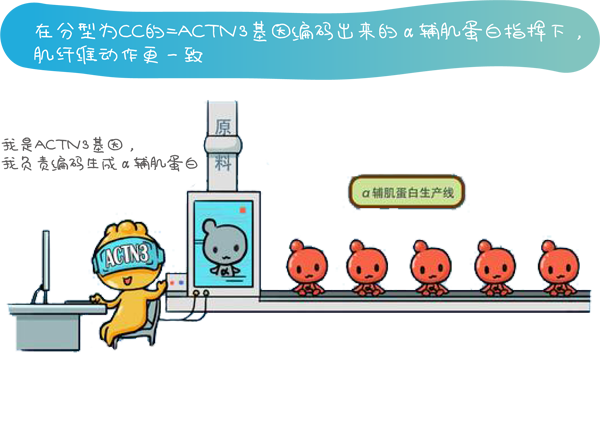 在分型为CC的=ACTN3基因编码出来的α辅肌蛋白指挥下，
肌纤维动作更一致
我是ACTN3基因，
我负责编码生成α辅肌蛋白
原料
α辅肌蛋白生产线
ACTN3
α